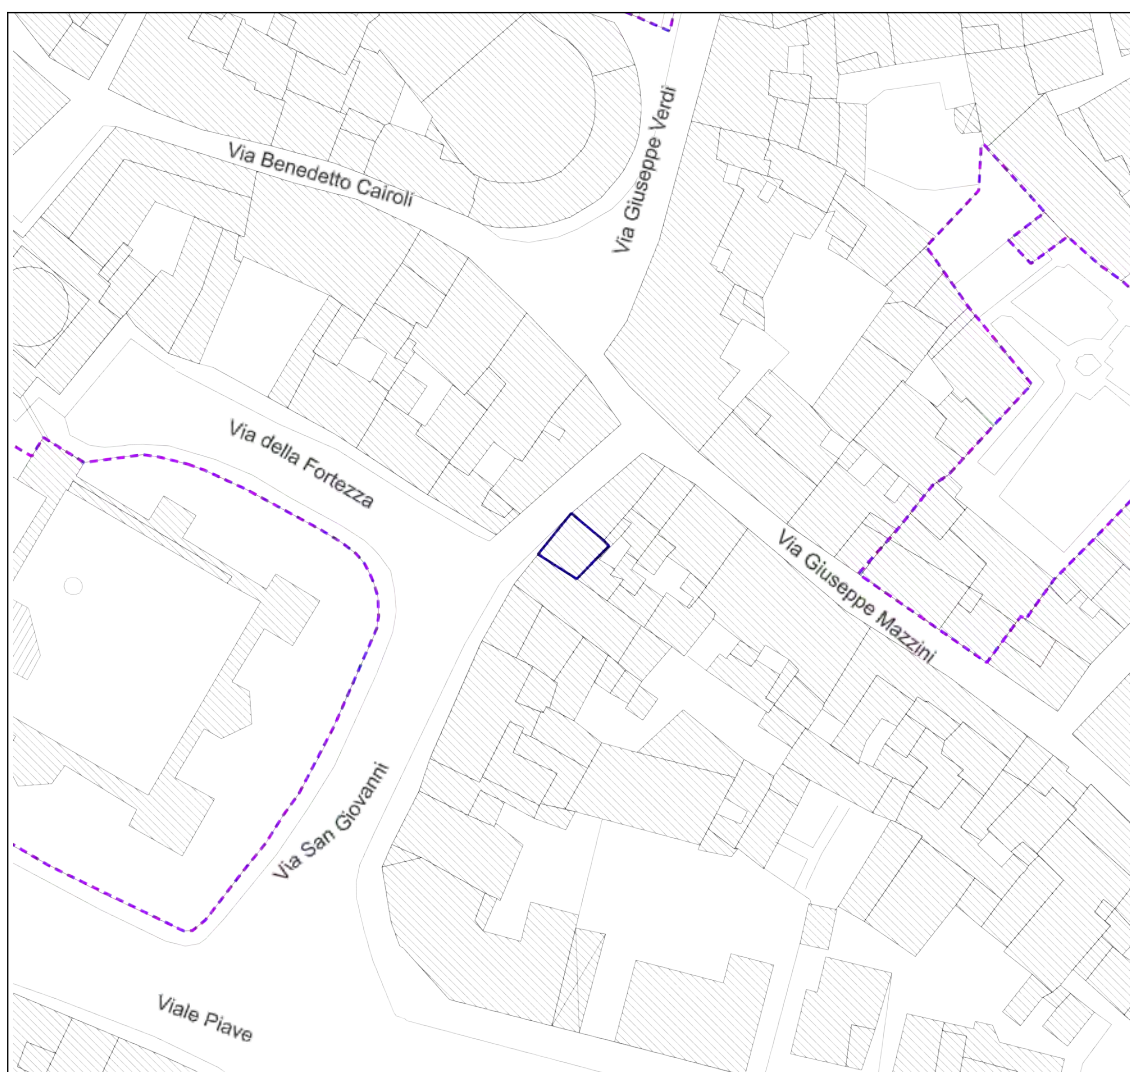 Via Giuseppe Verdi
Via Benedetto Cairoli
Via della Fortezza
Via Giuseppe Mazzini
Via San Giovanni
Viale Piave